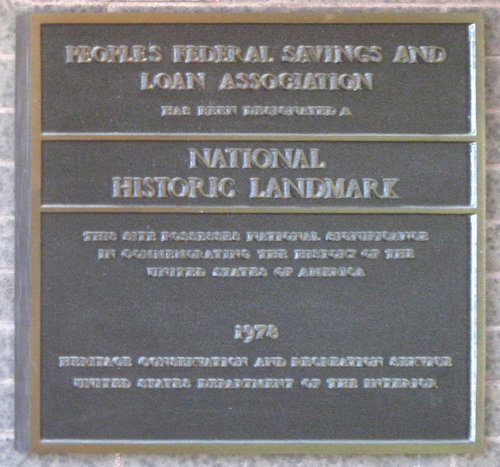 PEOPLE'S FEDERAL SAVINGS AND
LOAN ASSOCIATION
HAS BEEN DESIGNATED A
NATIONAL
HISTORIC LANDMARK
THIS SITE POSSESSES NATIONAL SIGNIFICANCE
IN COMMEMORATING THE HISTORY OF THE
UNITED STATES OF AMERICA
1978
HERITAGE CONSERVATION AND RECREATION SERVICE
UNITED STATES DEPARTMENT OF THE INTERIOR